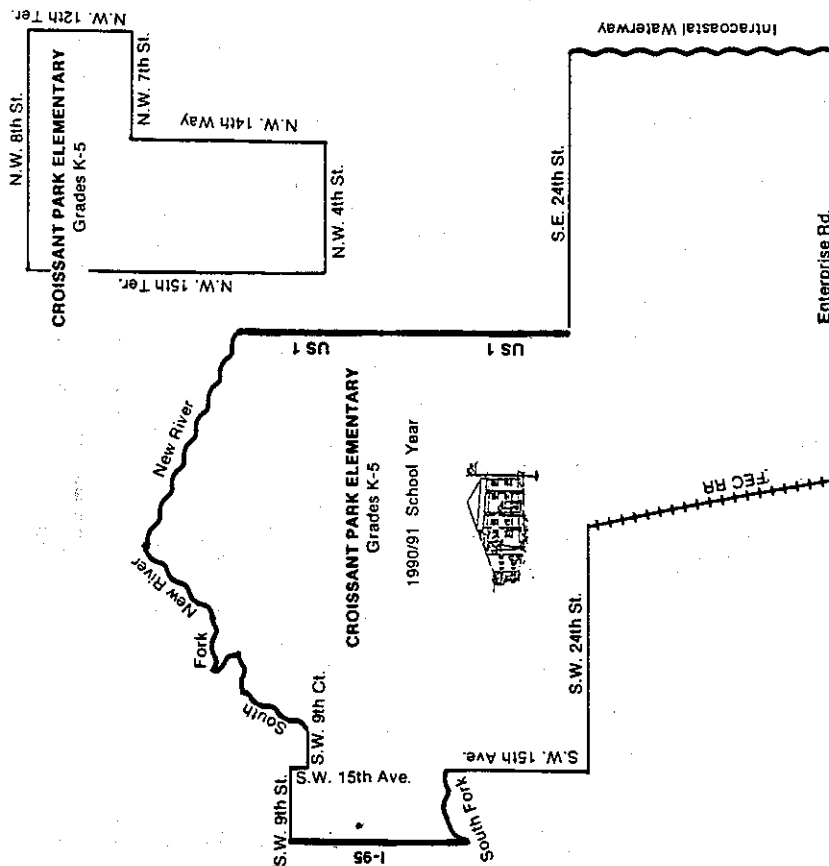 N.W. 12th Ter.
N.W. 8th St.
CROISSANT PARK ELEMENTARY
Grades K-5
N.W. 7th St.
N.W. 14th Way
N.W. 15th Ter.
N.W. 4th St.
Intracoastal Waterway
S.E. 24th St.
Enterprise Rd.
US 1
US 1
New River
New River
Fork
South
CROISSANT PARK ELEMENTARY
Grades K-5
1990/91 School Year
S.W. 9th Ct.
S.W. 9th St.
S.W. 15th Ave.
I-95
South Fork
S.W. 15th Ave.
S.W. 24th St.
FEC RR